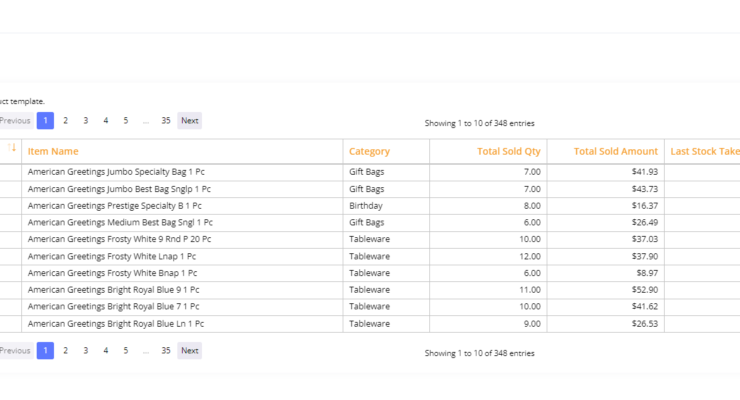 uct template.
Previous 1 2 3 4 5 ... 35 Next
Showing 1 to 10 of 348 entries
Item Name Category Total Sold Qty Total Sold Amount Last Stock Take
American Greetings Jumbo Specialty Bag 1 Pc Gift Bags 7.00 $41.93
American Greetings Jumbo Best Bag Snglp 1 Pc Gift Bags 7.00 $43.73
American Greetings Prestige Specialty B 1 Pc Birthday 8.00 $16.37
American Greetings Medium Best Bag Sngl 1 Pc Gift Bags 6.00 $26.49
American Greetings Frosty White 9 Rnd P 20 Pc Tableware 10.00 $37.03
American Greetings Frosty White Lnap 1 Pc Tableware 12.00 $37.90
American Greetings Frosty White Bnap 1 Pc Tableware 6.00 $8.97
American Greetings Bright Royal Blue 9 1 Pc Tableware 11.00 $52.90
American Greetings Bright Royal Blue 7 1 Pc Tableware 10.00 $41.62
American Greetings Bright Royal Blue Ln 1 Pc Tableware 9.00 $26.53
Previous 1 2 3 4 5 ... 35 Next
Showing 1 to 10 of 348 entries